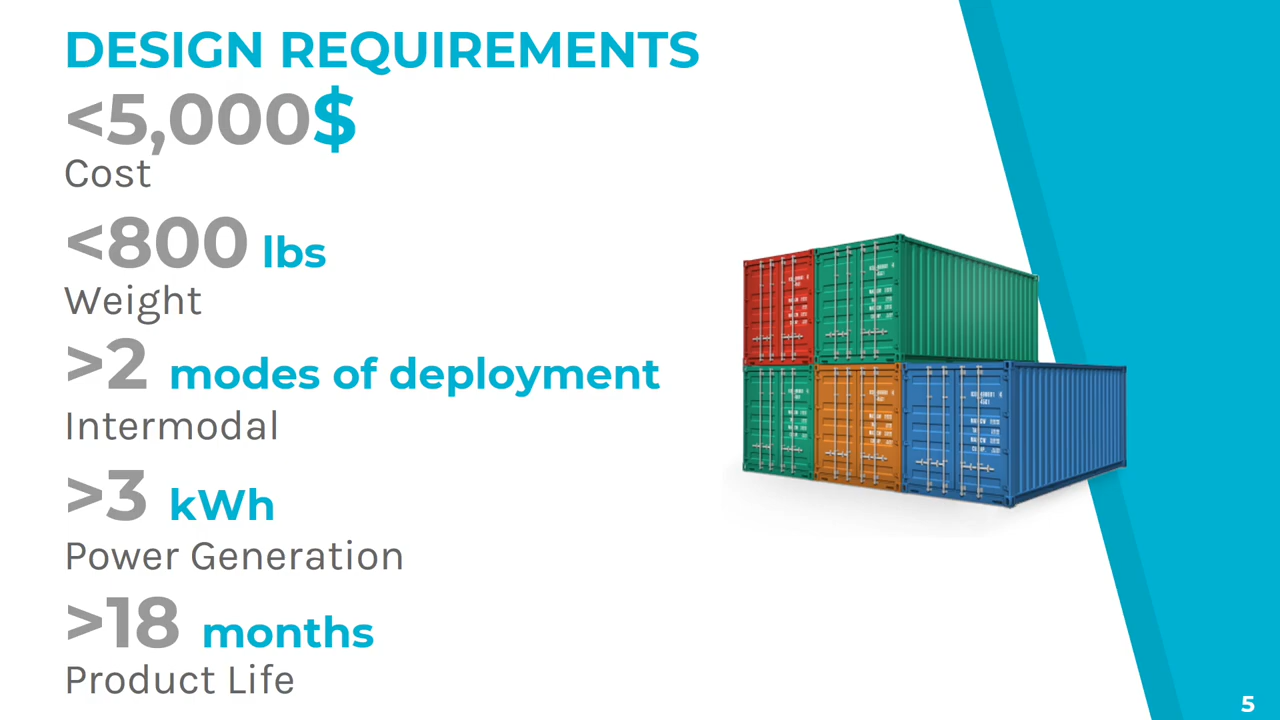 DESIGN REQUIREMENTS
<5,000$
Cost
<800 lbs
Weight
>2 modes of deployment
Intermodal
>3 kWh
Power Generation
>18 months
Product Life
5